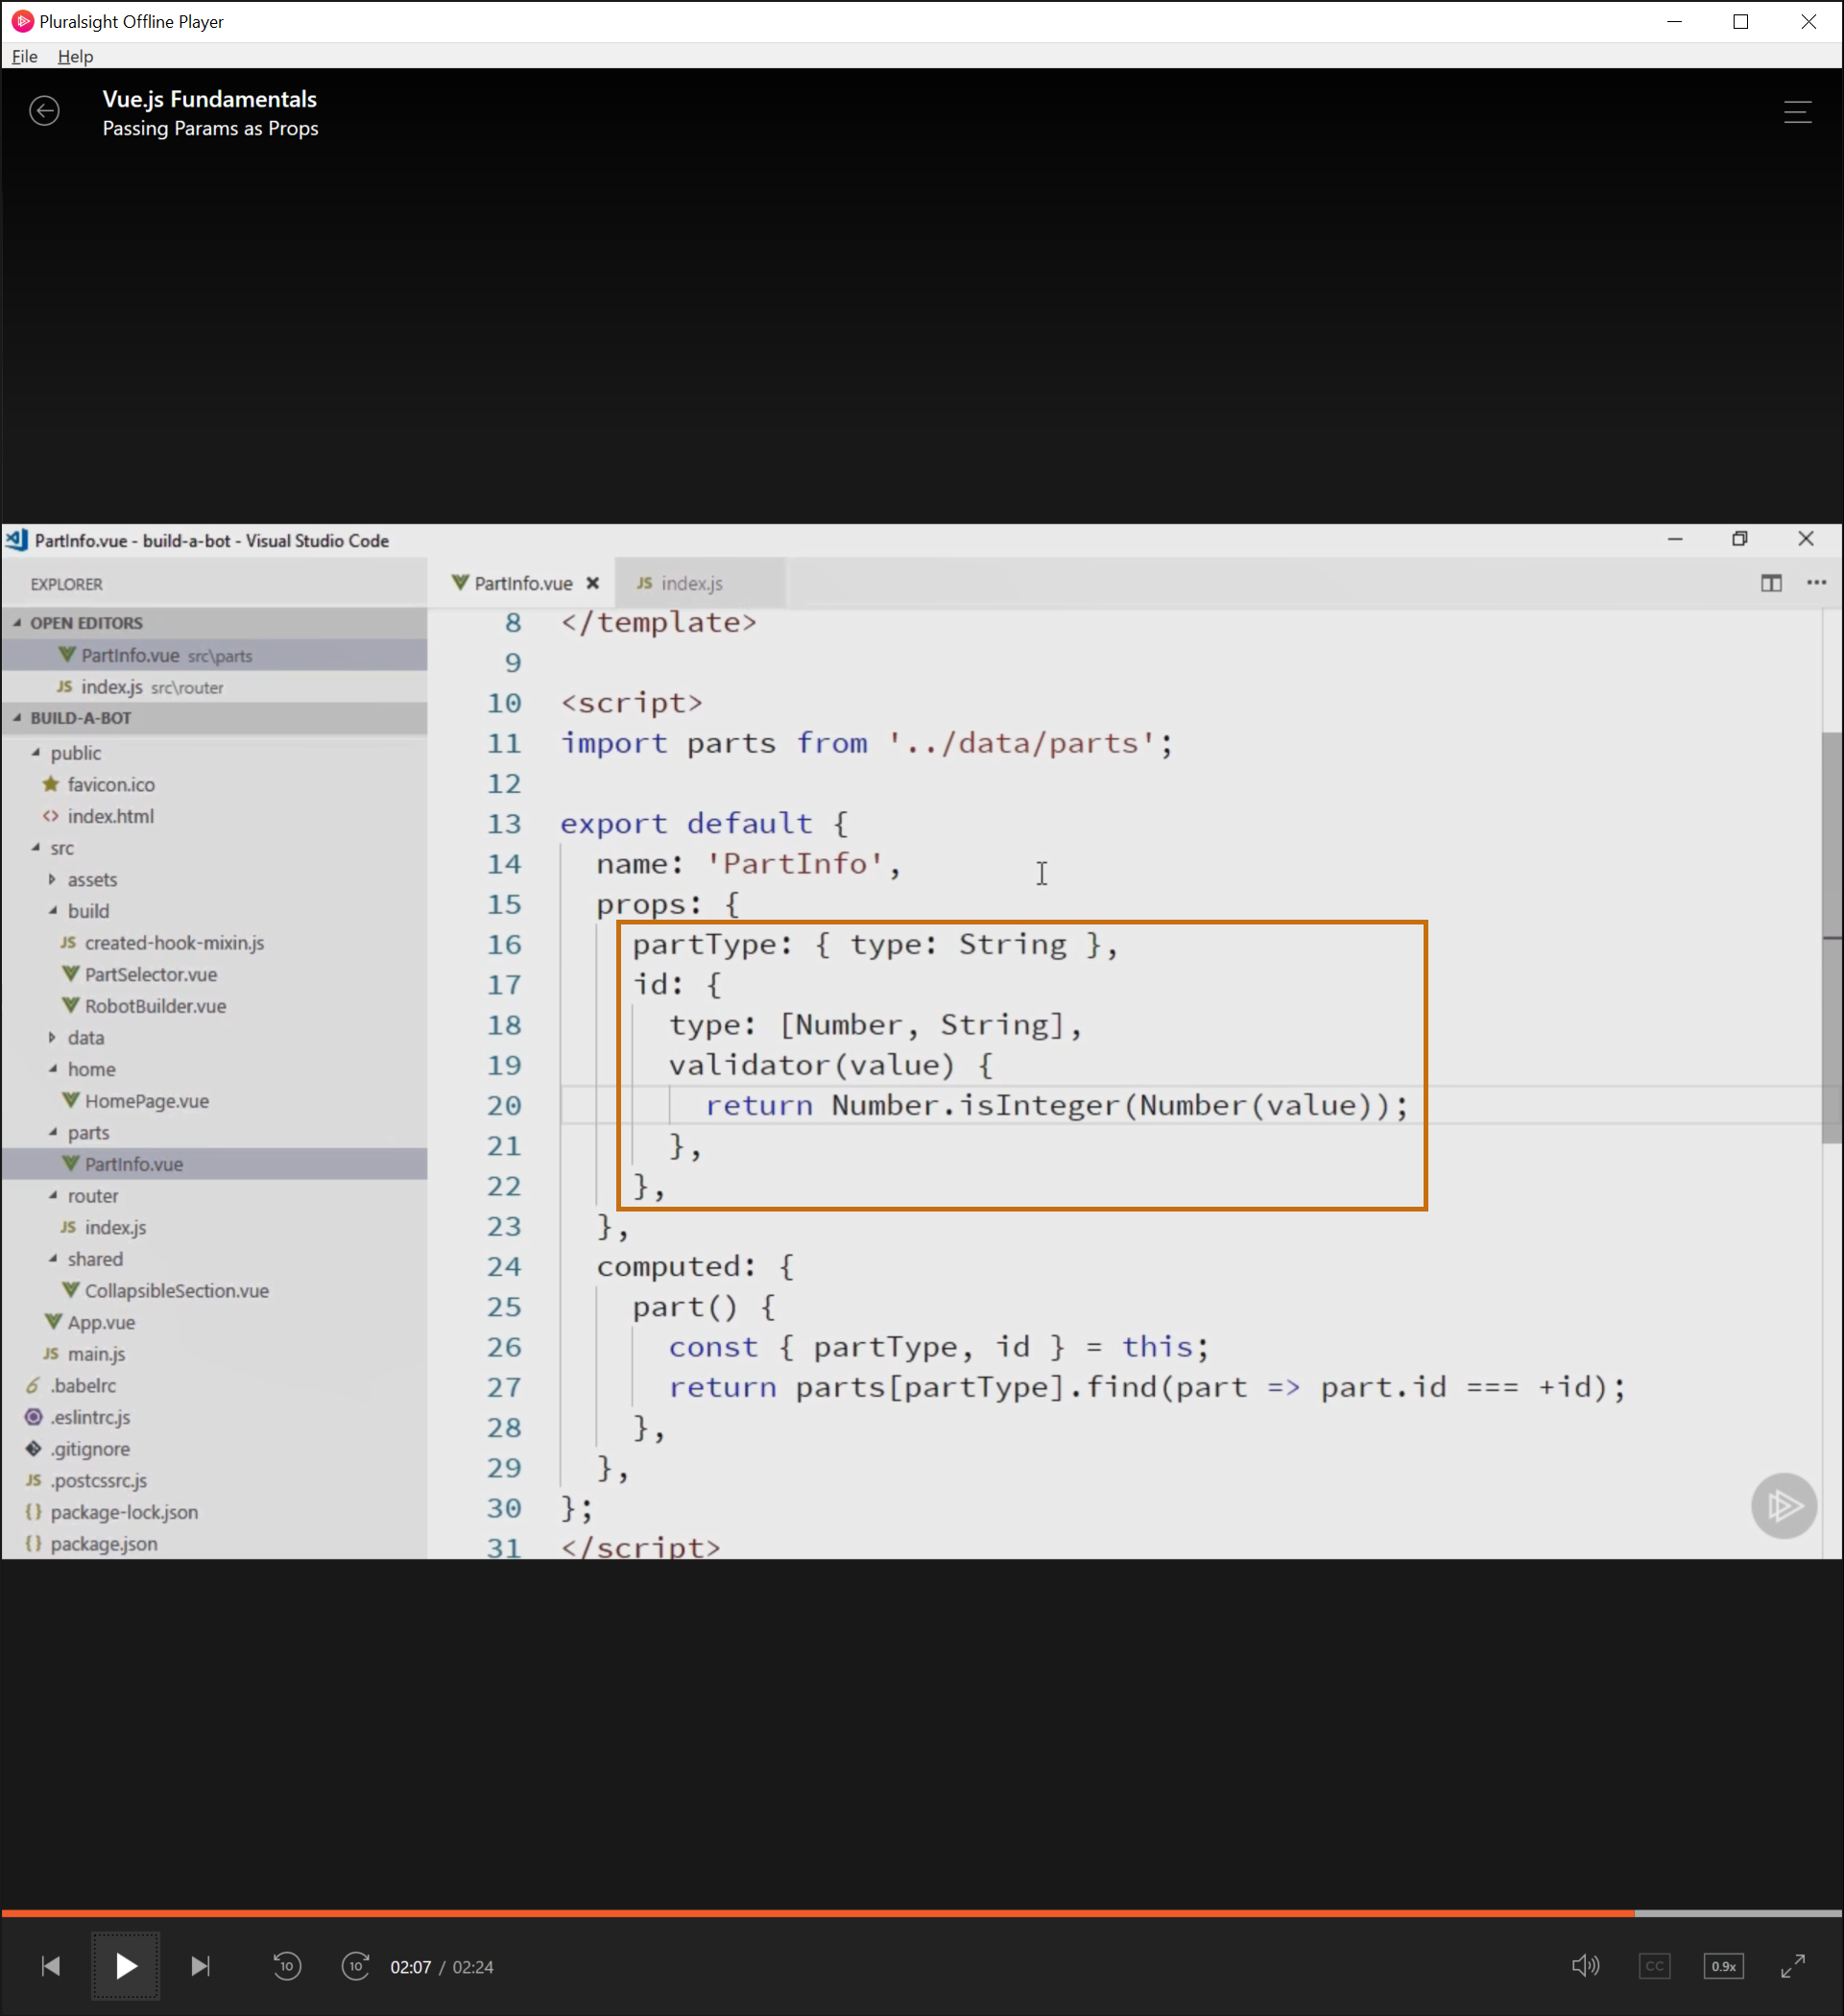 Pluralsight Offline Player
File Help
Vue.js Fundamentals
Passing Params as Props
PartInfo.vue - build-a-bot - Visual Studio Code
EXPLORER
OPEN EDITORS
PartInfo.vue src\parts
JS index.js src\router
BUILD-A-BOT
public
favicon.ico
<> index.html
src
assets
build
JS created-hook-mixin.js
PartSelector.vue
RobotBuilder.vue
data
home
HomePage.vue
parts
PartInfo.vue
router
JS index.js
shared
CollapsibleSection.vue
App.vue
JS main.js
.babelrc
.eslintrc.js
.gitignore
JS .postcssrc.js
{} package-lock.json
{} package.json
PartInfo.vue × JS index.js
8 </template>
9
10 <script>
11 import parts from '../data/parts';
12
13 export default {
14 name: 'PartInfo',
15 props: {
16 partType: { type: String },
17 id: {
18 type: [Number, String],
19 validator(value) {
20 return Number.isInteger(Number(value));
21 },
22 },
23 },
24 computed: {
25 part() {
26 const { partType, id } = this;
27 return parts[partType].find(part => part.id === +id);
28 },
29 },
30 };
31 </script>
10 10 02:07 / 02:24 CC 0.9x